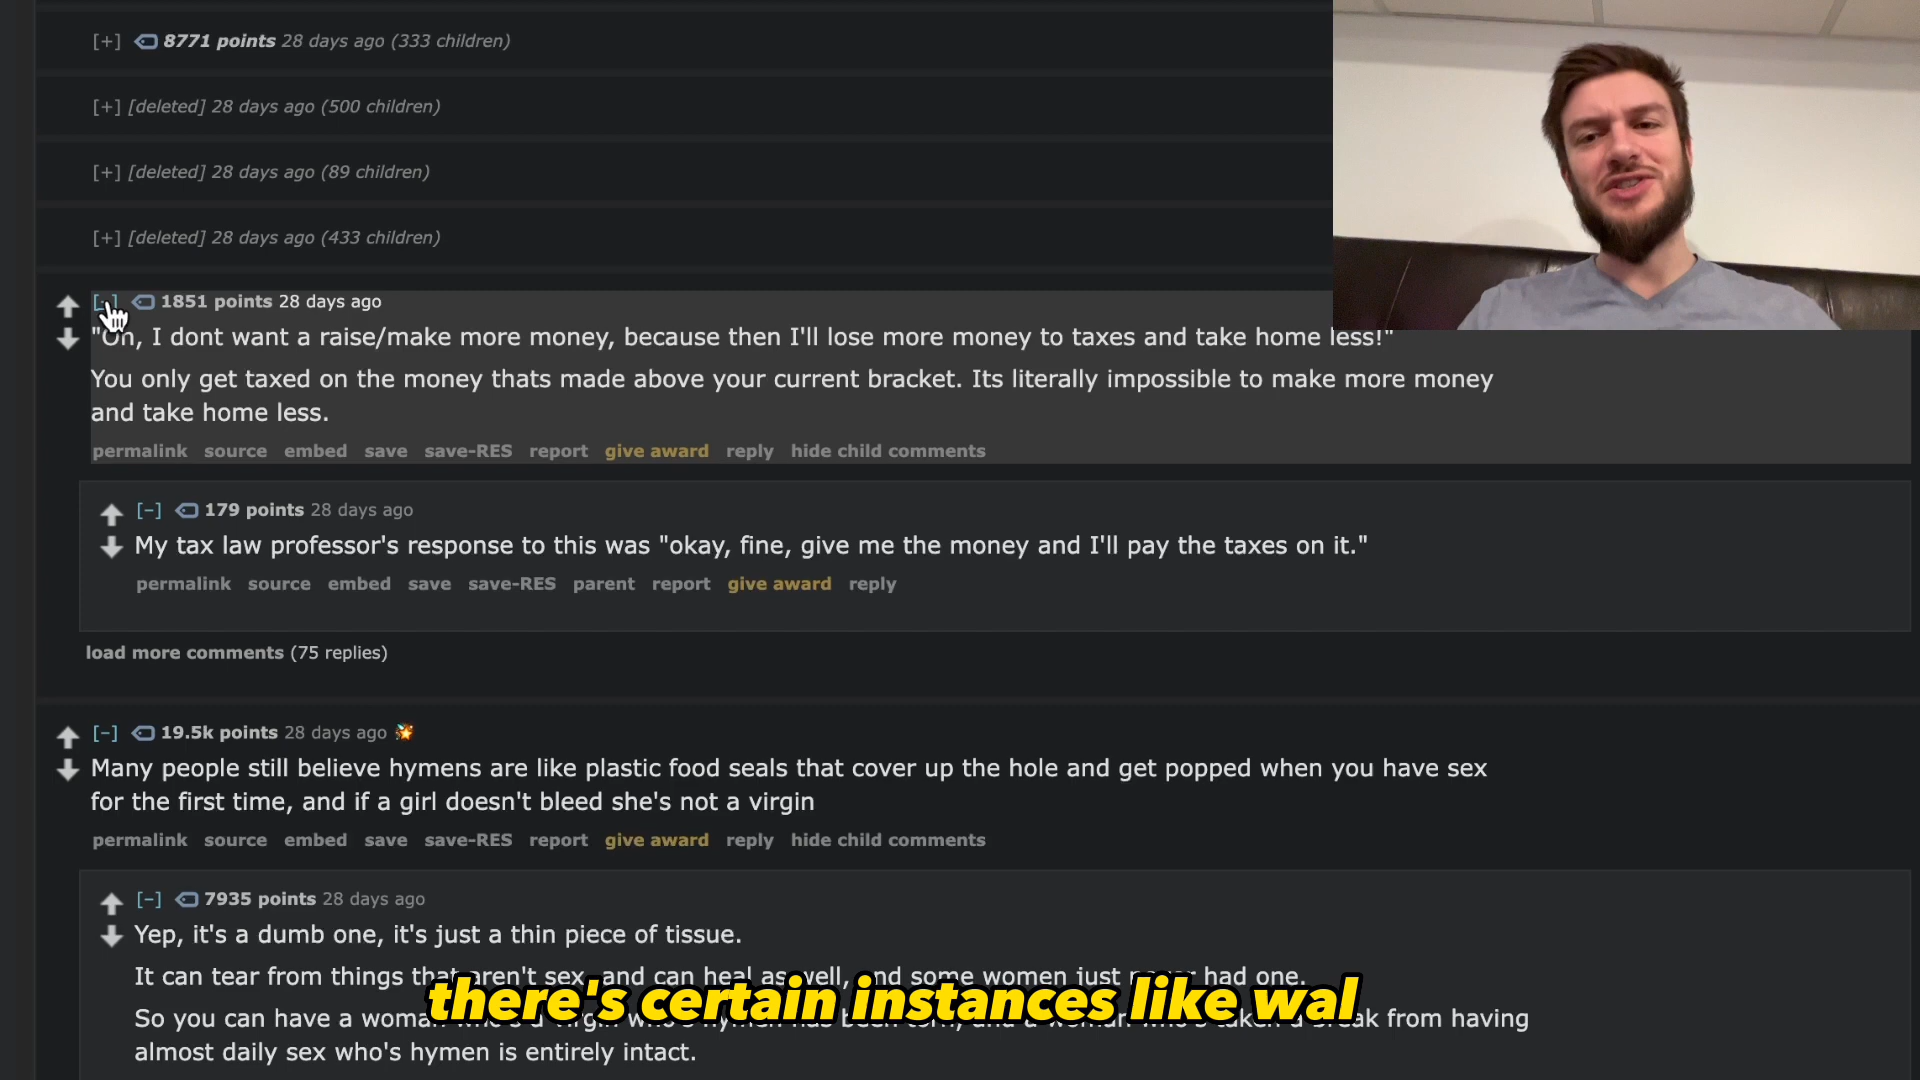 [+] 8771 points 28 days ago (333 children)
[+] [deleted] 28 days ago (500 children)
[+] [deleted] 28 days ago (89 children)
[+] [deleted] 28 days ago (433 children)
1851 points 28 days ago
"Oh, I dont want a raise/make more money, because then I'll lose more money to taxes and take home less!"
You only get taxed on the money thats made above your current bracket. Its literally impossible to make more money
and take home less.
permalink source embed save save-RES report give award reply hide child comments
[−] 179 points 28 days ago
My tax law professor's response to this was "okay, fine, give me the money and I'll pay the taxes on it."
permalink source embed save save-RES parent report give award reply
load more comments (75 replies)
[−] 19.5k points 28 days ago
Many people still believe hymens are like plastic food seals that cover up the hole and get popped when you have sex
for the first time, and if a girl doesn't bleed she's not a virgin
permalink source embed save save-RES report give award reply hide child comments
[−] 7935 points 28 days ago
Yep, it's a dumb one, it's just a thin piece of tissue.
It can tear from things that aren't sex, and can heal as well, and some women just never had one.
there's certain instances like wal
So you can have a woman break from having
almost daily sex who's hymen is entirely intact.